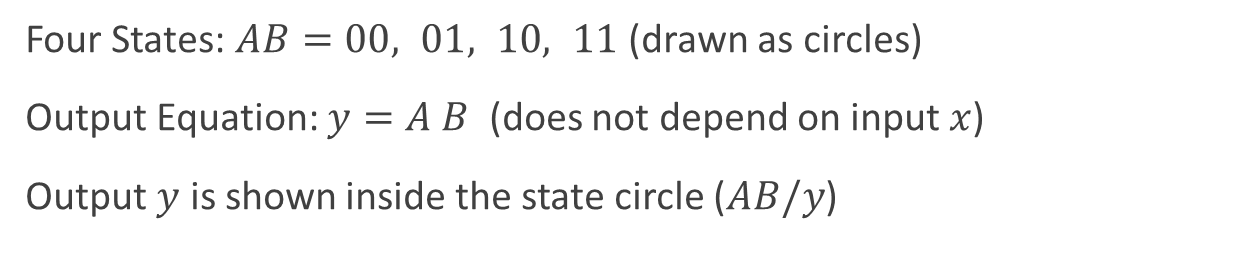 Four States: AB = 00, 01, 10, 11 (drawn as circles)
Output Equation: y = A B (does not depend on input x)
Output y is shown inside the state circle (AB/y)